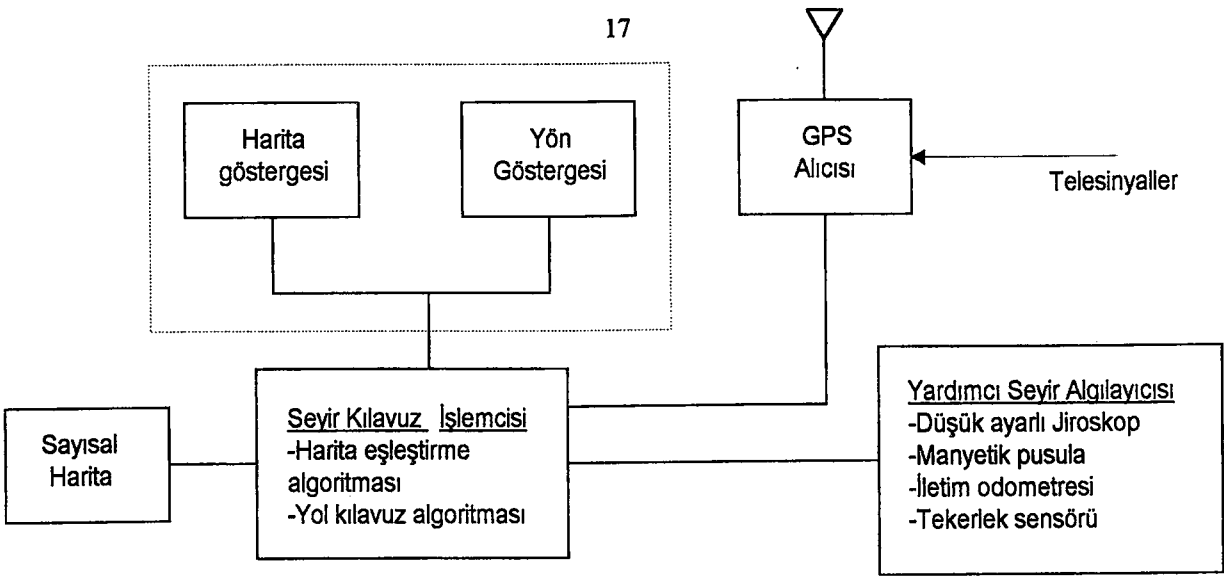 17
Harita
göstergesi
Yön
Göstergesi
GPS
Alıcısı
Telesinyaller
Sayısal
Harita
Seyir Kılavuz İşlemcisi
-Harita eşleştirme
algoritması
-Yol kılavuz algoritması
Yardımcı Seyir Algılayıcısı
-Düşük ayarlı Jiroskop
-Manyetik pusula
-İletim odometresi
-Tekerlek sensörü